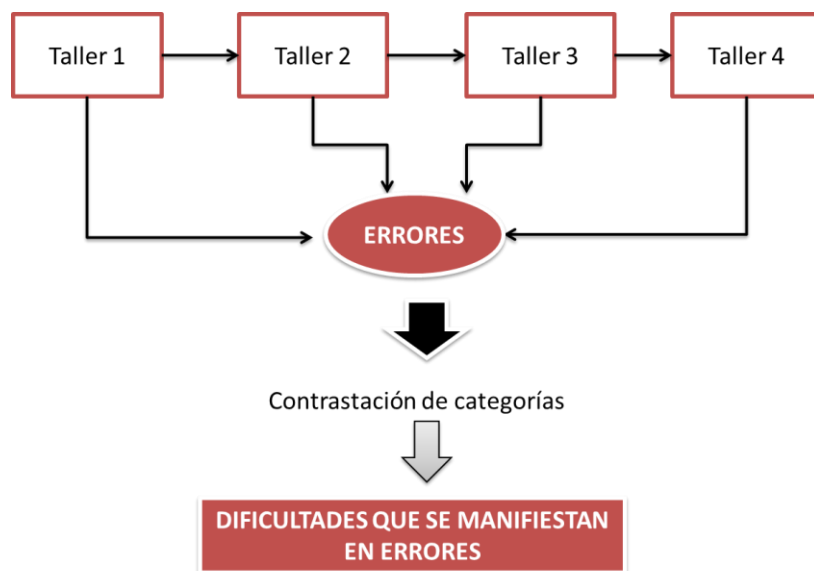 Taller 1
Taller 2
Taller 3
Taller 4
ERRORES
Contrastación de categorías
DIFICULTADES QUE SE MANIFIESTAN
EN ERRORES